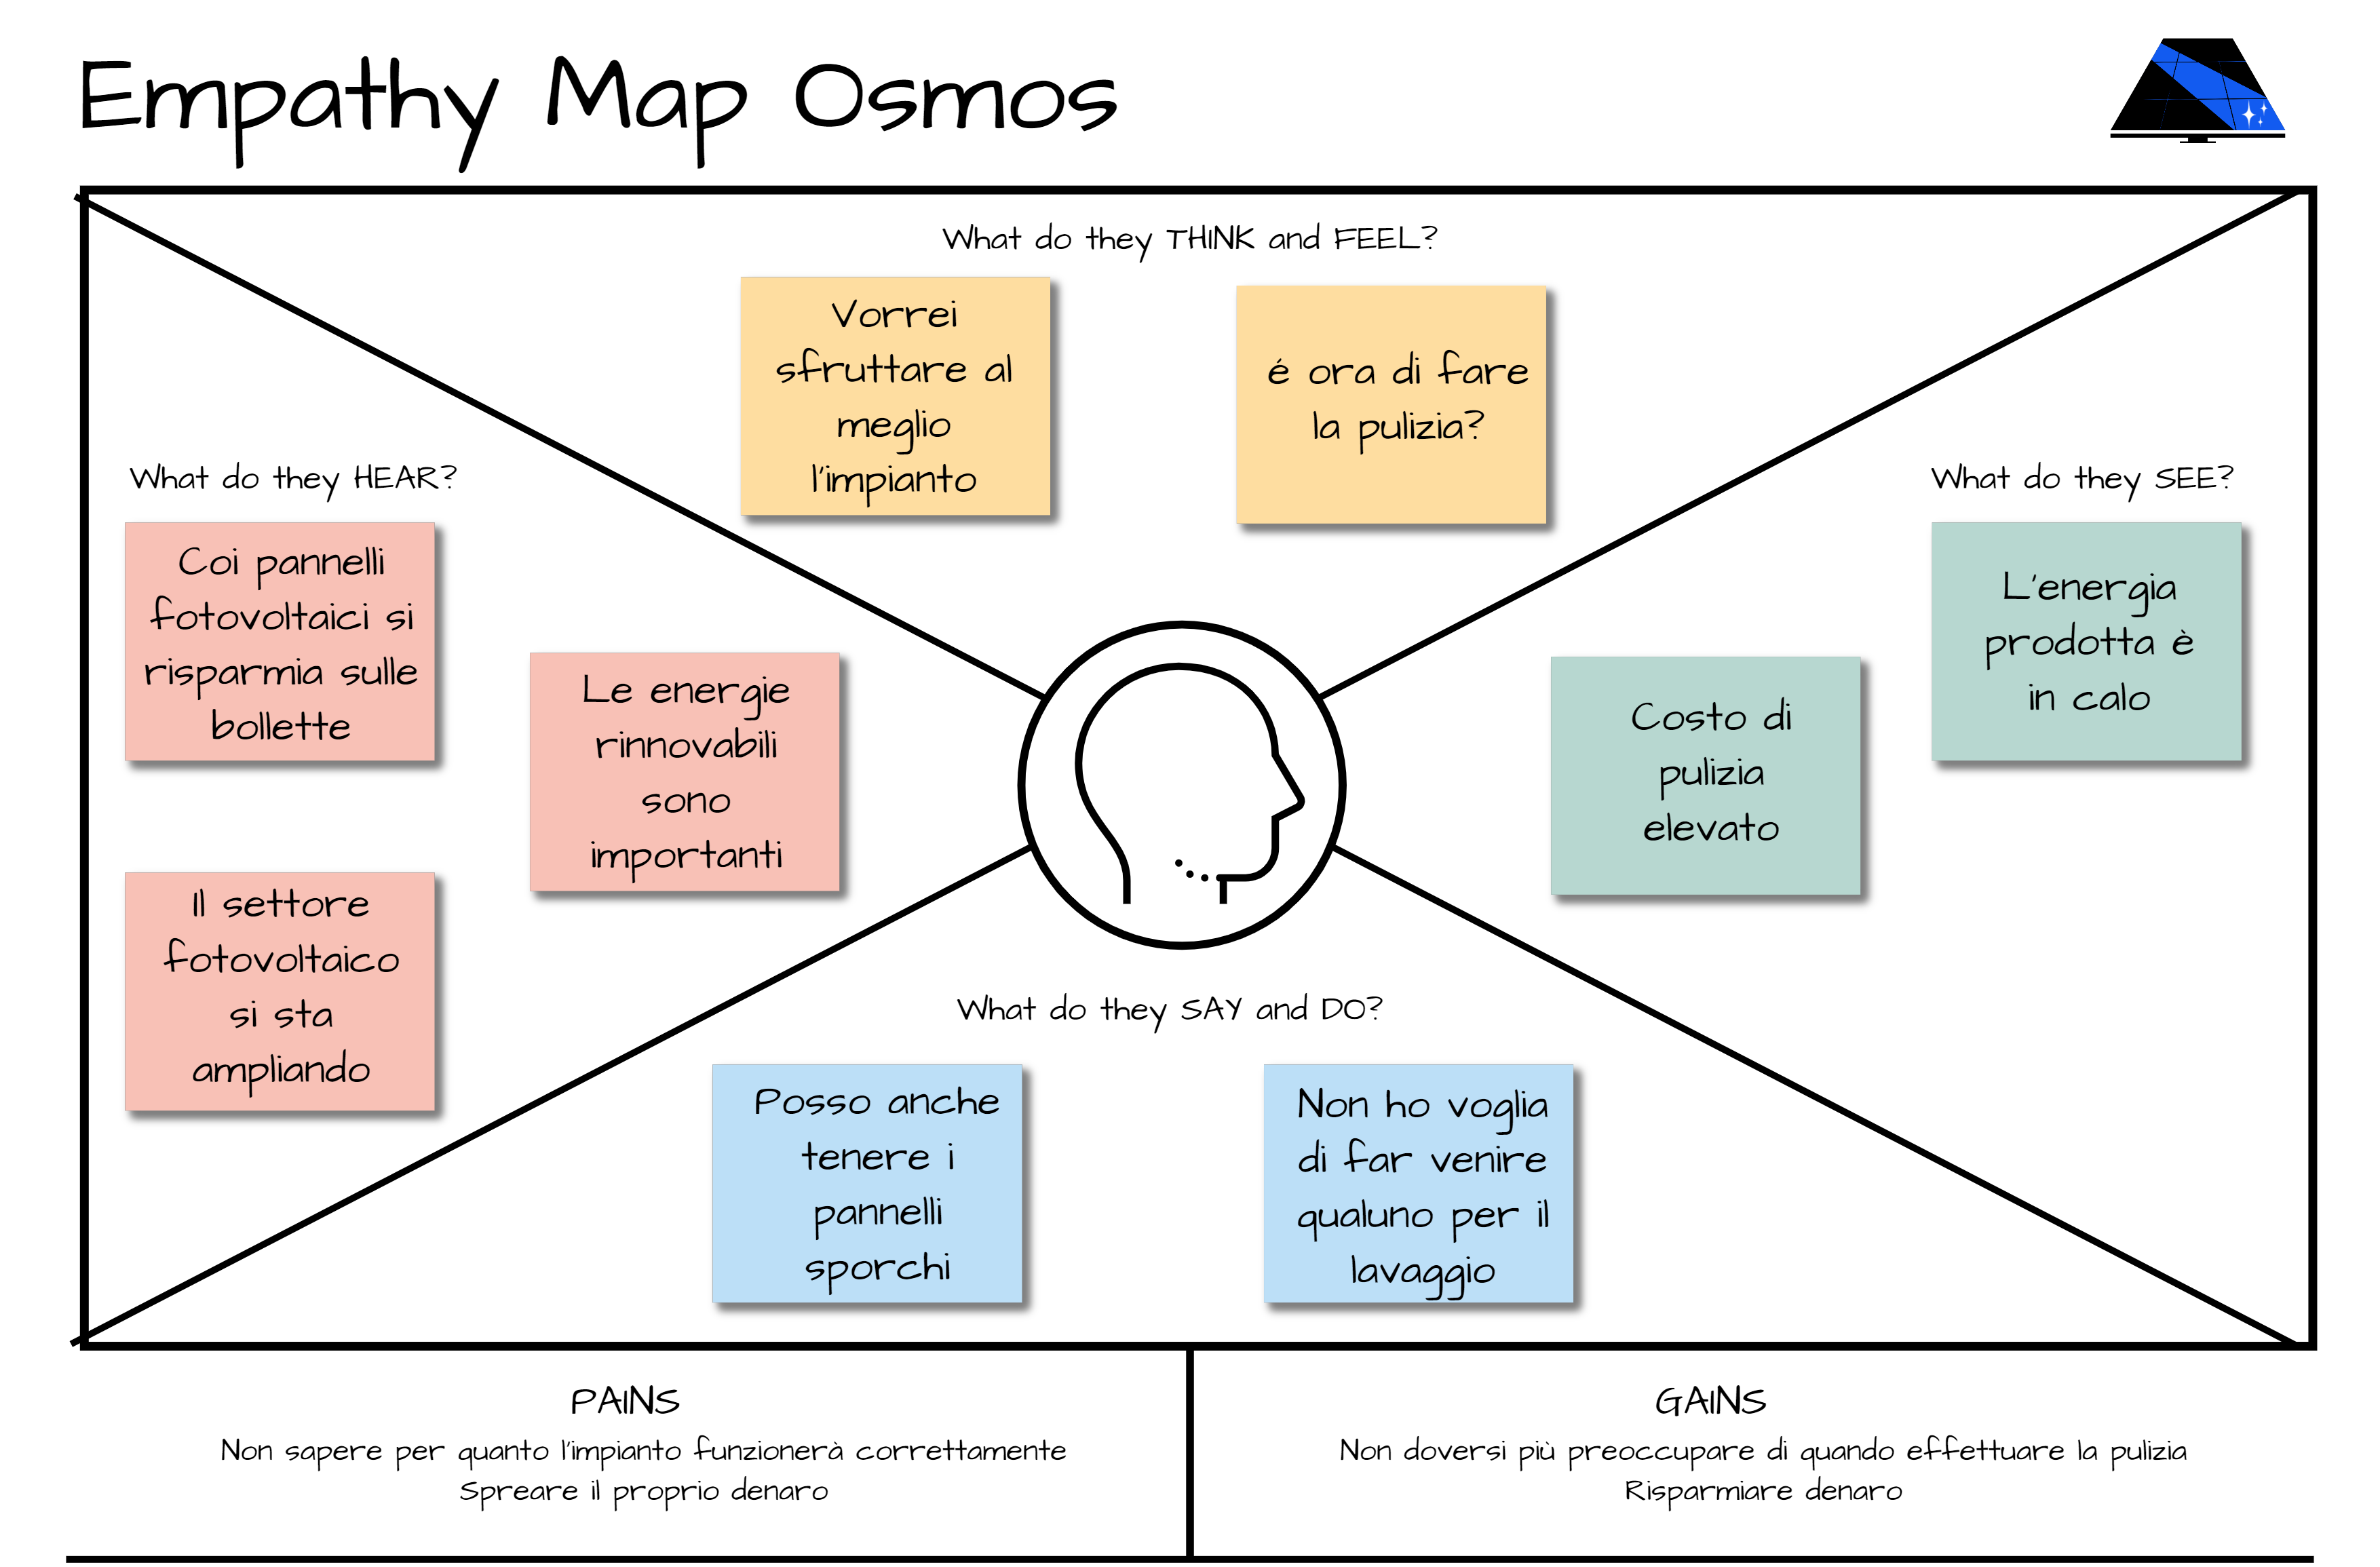 Empathy Map Osmos
What do they THINK and FEEL?
Vorrei
sfruttare al
meglio
l'impianto
é ora di fare
la pulizia?
What do they HEAR?
Coi pannelli
fotovoltaici si
risparmia sulle
bollette
Le energie
rinnovabili
sono
importanti
Il settore
fotovoltaico
si sta
ampliando
What do they SEE?
L'energia
prodotta è
in calo
Costo di
pulizia
elevato
What do they SAY and DO?
Posso anche
tenere i
pannelli
sporchi
Non ho voglia
di far venire
qualuno per il
lavaggio
PAINS
Non sapere per quanto l'impianto funzionerà correttamente
Spreare il proprio denaro
GAINS
Non doversi più preoccupare di quando effettuare la pulizia
Risparmiare denaro